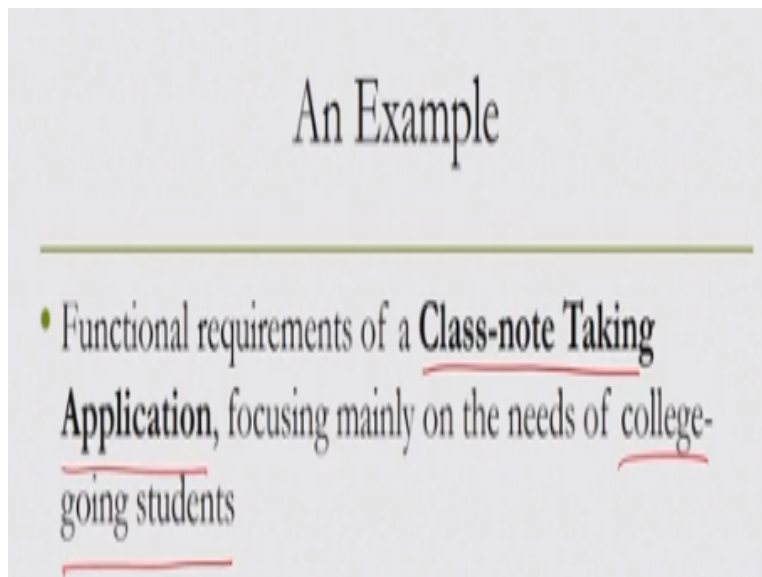 An Example
• Functional requirements of a Class-note Taking
Application, focusing mainly on the needs of college-
going students